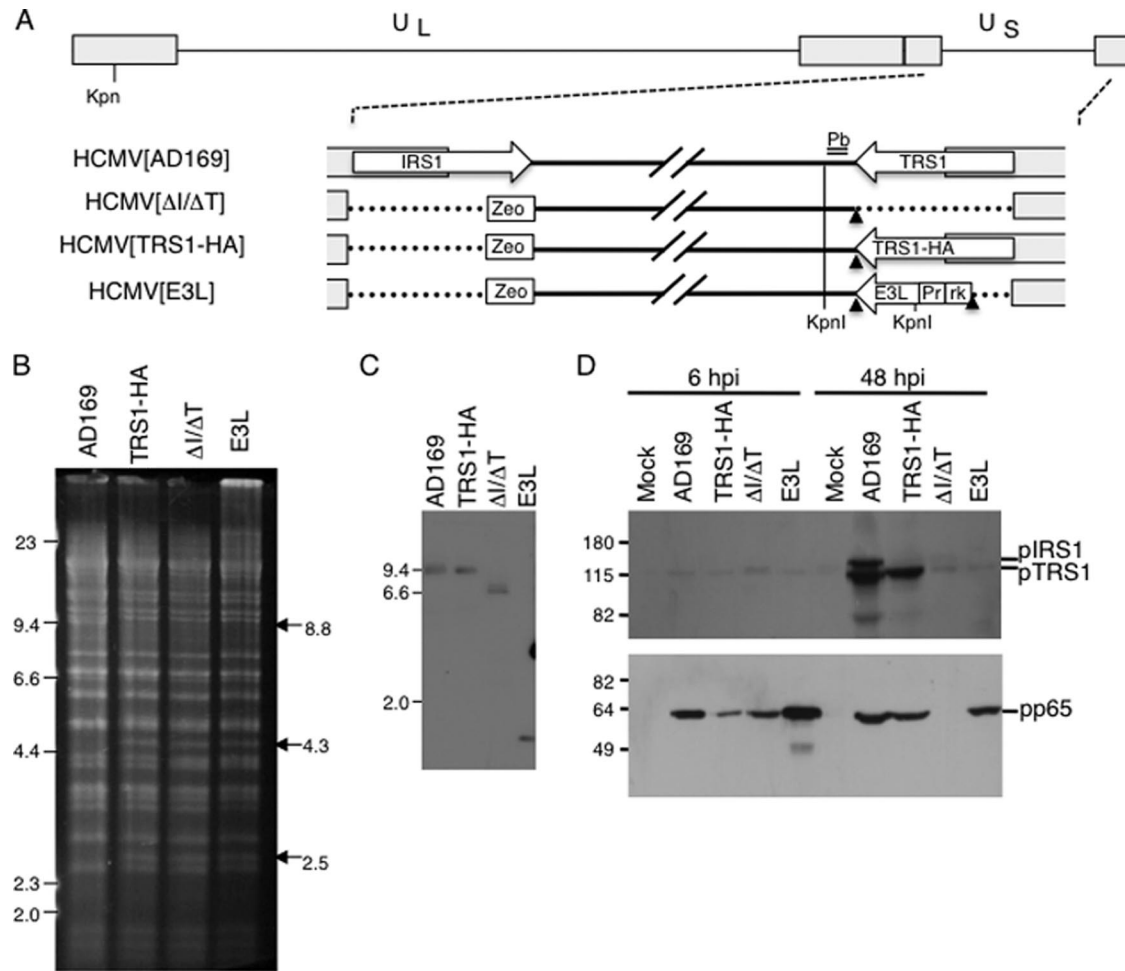 A
U L
U S
Kpn
HCMV[AD169]
IRS1
Pb
TRS1
HCMV[ΔI/ΔT]
Zeo
HCMV[TRS1-HA]
Zeo
TRS1-HA
HCMV[E3L]
Zeo
E3L
Pr
rk
KpnI
KpnI
B
AD169
TRS1-HA
ΔI/ΔT
E3L
23
9.4
6.6
4.4
2.3
2.0
8.8
4.3
2.5
C
AD169
TRS1-HA
ΔI/ΔT
E3L
9.4
6.6
2.0
D
6 hpi
48 hpi
Mock
AD169
TRS1-HA
ΔI/ΔT
E3L
Mock
AD169
TRS1-HA
ΔI/ΔT
E3L
180
115
82
pIRS1
pTRS1
82
64
49
pp65